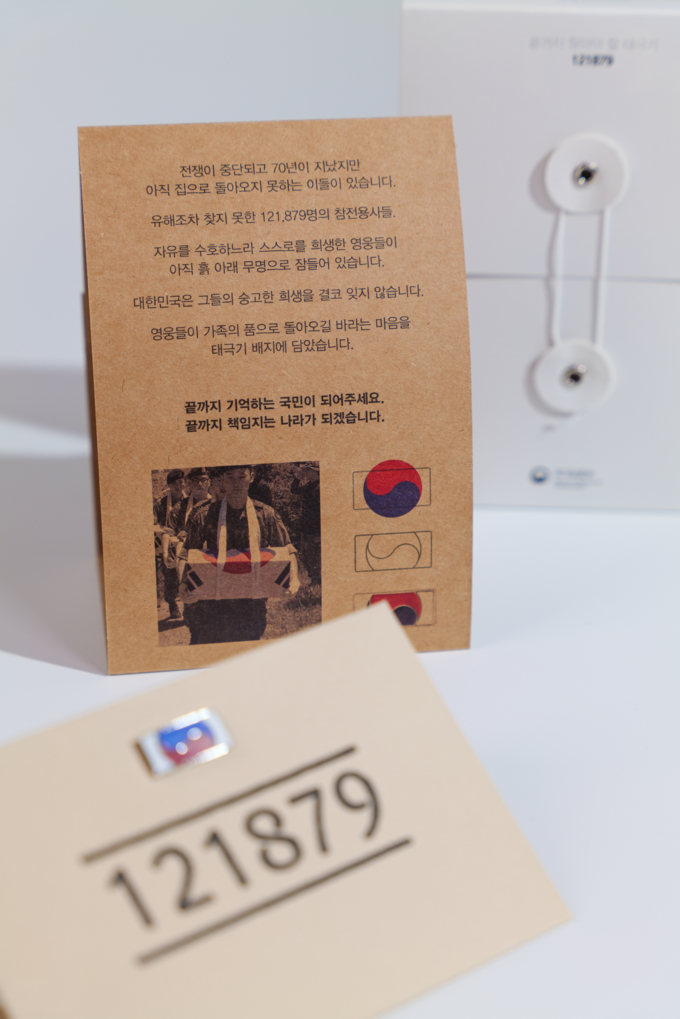 121879
전쟁이 중단되고 70년이 지났지만
아직 집으로 돌아오지 못하는 이들이 있습니다.
유해조차 찾지 못한 121,879명의 참전용사들.
자유를 수호하느라 스스로를 희생한 영웅들이
아직 흙 아래 무명으로 잠들어 있습니다.
대한민국은 그들의 숭고한 희생을 결코 잊지 않습니다.
영웅들이 가족의 품으로 돌아오길 바라는 마음을
태극기 배지에 담았습니다.
끝까지 기억하는 국민이 되어주세요.
끝까지 책임지는 나라가 되겠습니다.
121879